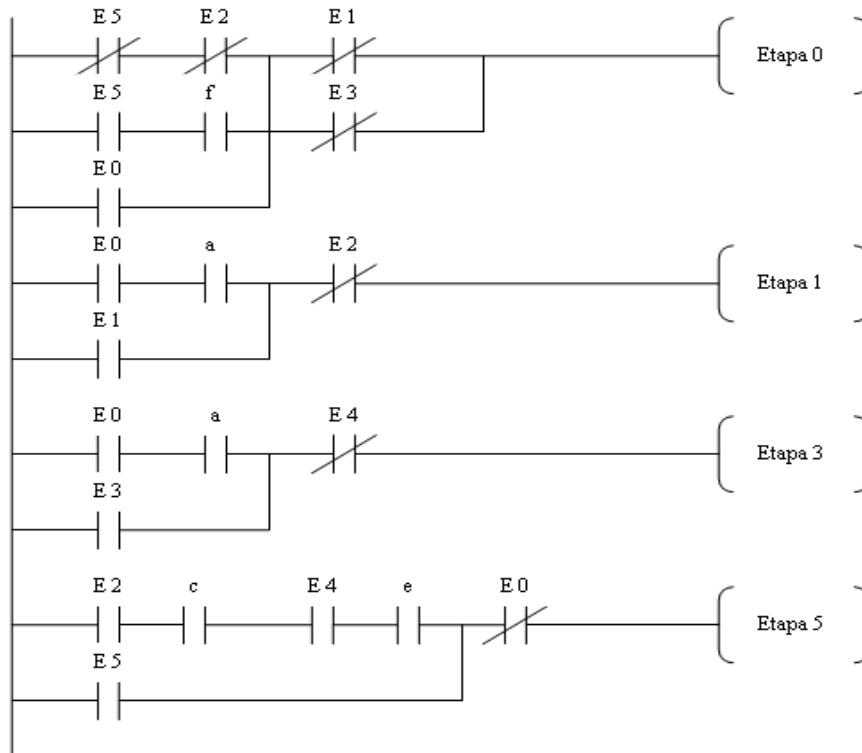 E5 E2 E1
Etapa 0
E5 f E3
E0
E0 a E2
Etapa 1
E1
E0 a E4
Etapa 3
E3
E2 c E4 e E0
Etapa 5
E5